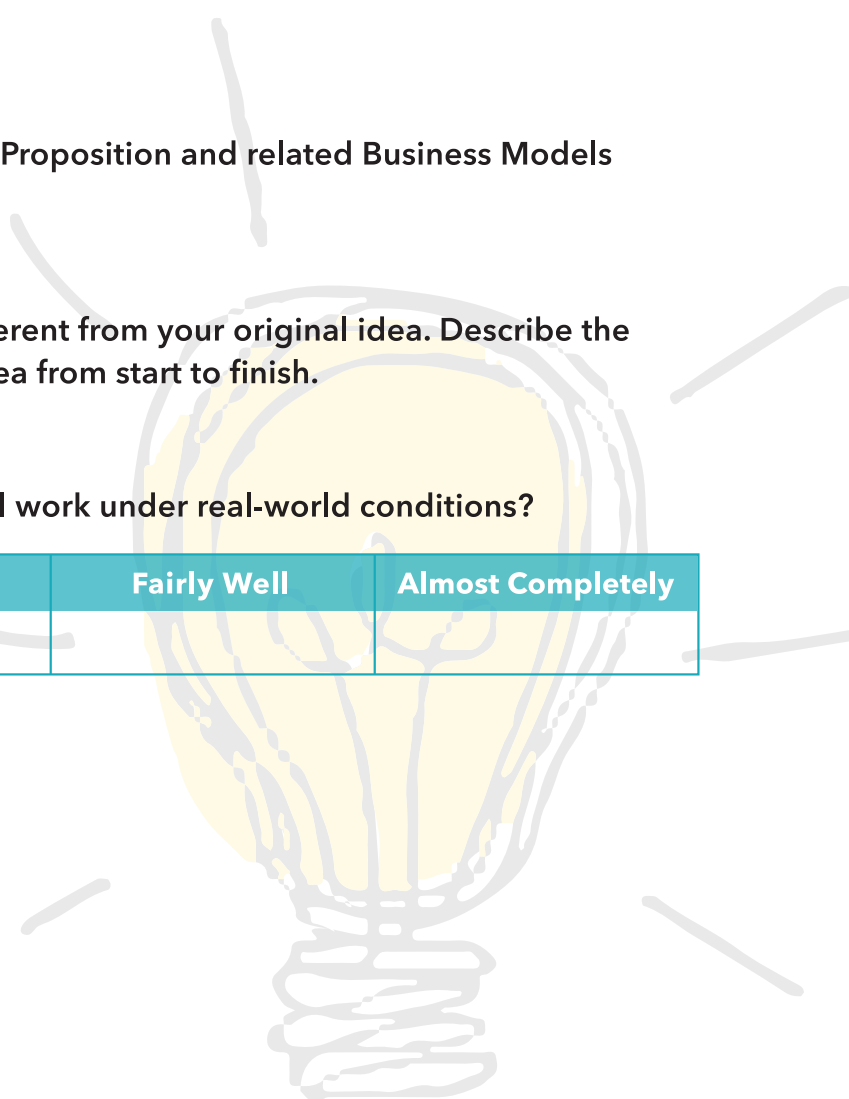 Proposition and related Business Models
erent from your original idea. Describe the
ea from start to finish.
l work under real-world conditions?
Fairly Well
Almost Completely